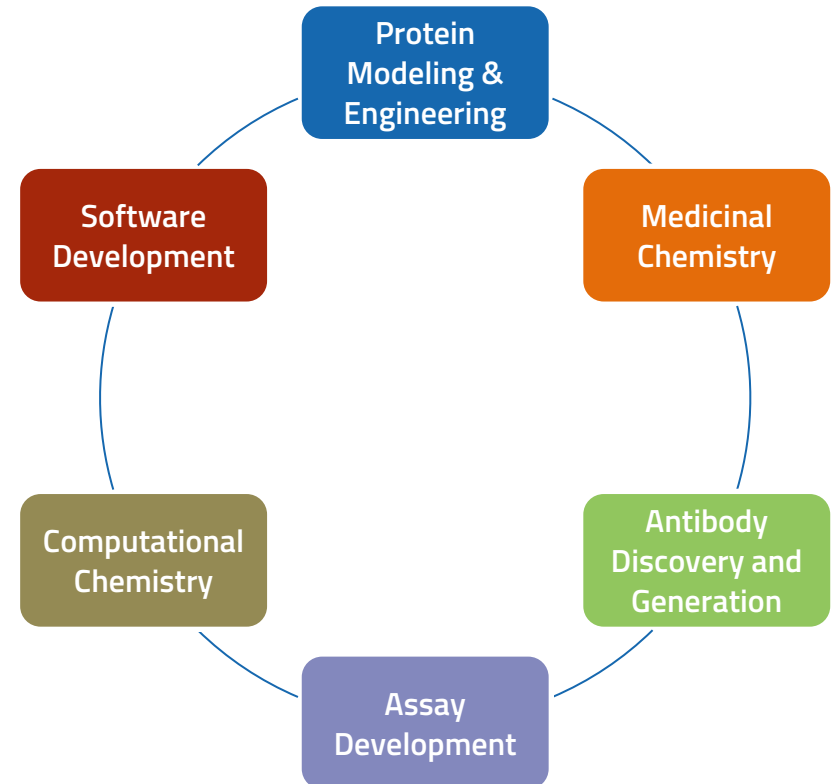 Protein
Modeling &
Engineering
Medicinal
Chemistry
Antibody
Discovery and
Generation
Assay
Development
Computational
Chemistry
Software
Development